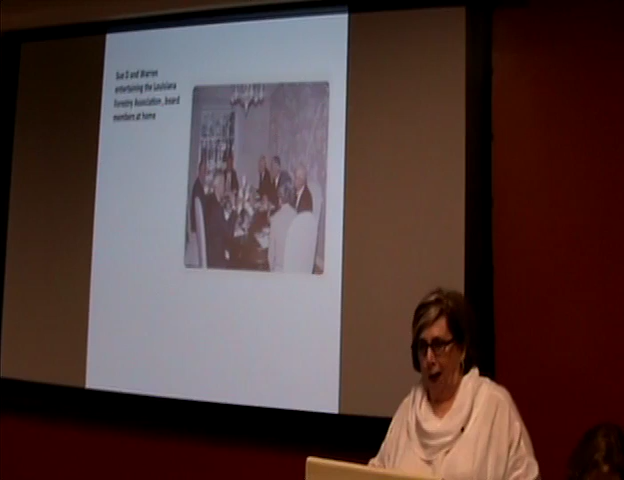 Sue D and Warren
entertaining the Louisiana
Forestry Association, board
members at home